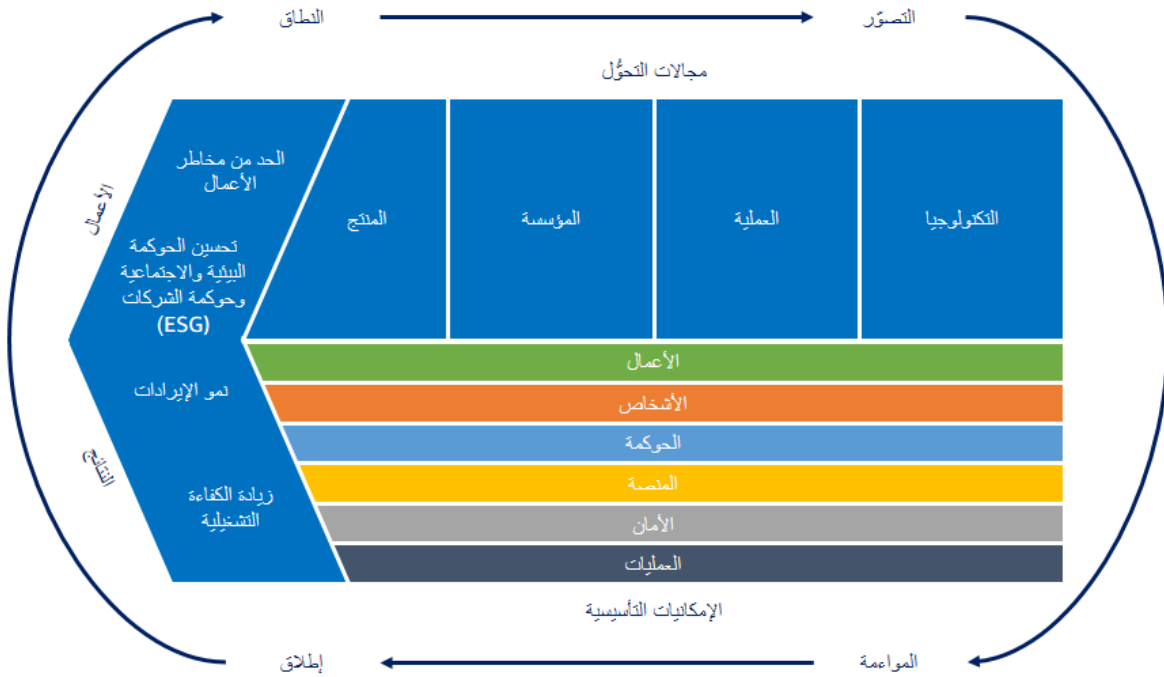 التصوّر
النطاق
مجالات التحوُّل
التكنولوجيا
العملية
المؤسسة
المنتج
الحد من مخاطر
الأعمال
تحسين الحوكمة
البيئية والاجتماعية
وحوكمة الشركات
(ESG)
نمو الإيرادات
زيادة الكفاءة
التشغيلية
الأعمال
النتائج
الأعمال
الأشخاص
الحوكمة
المنصة
الأمان
العمليات
الإمكانيات التأسيسية
المواءمة
إطلاق